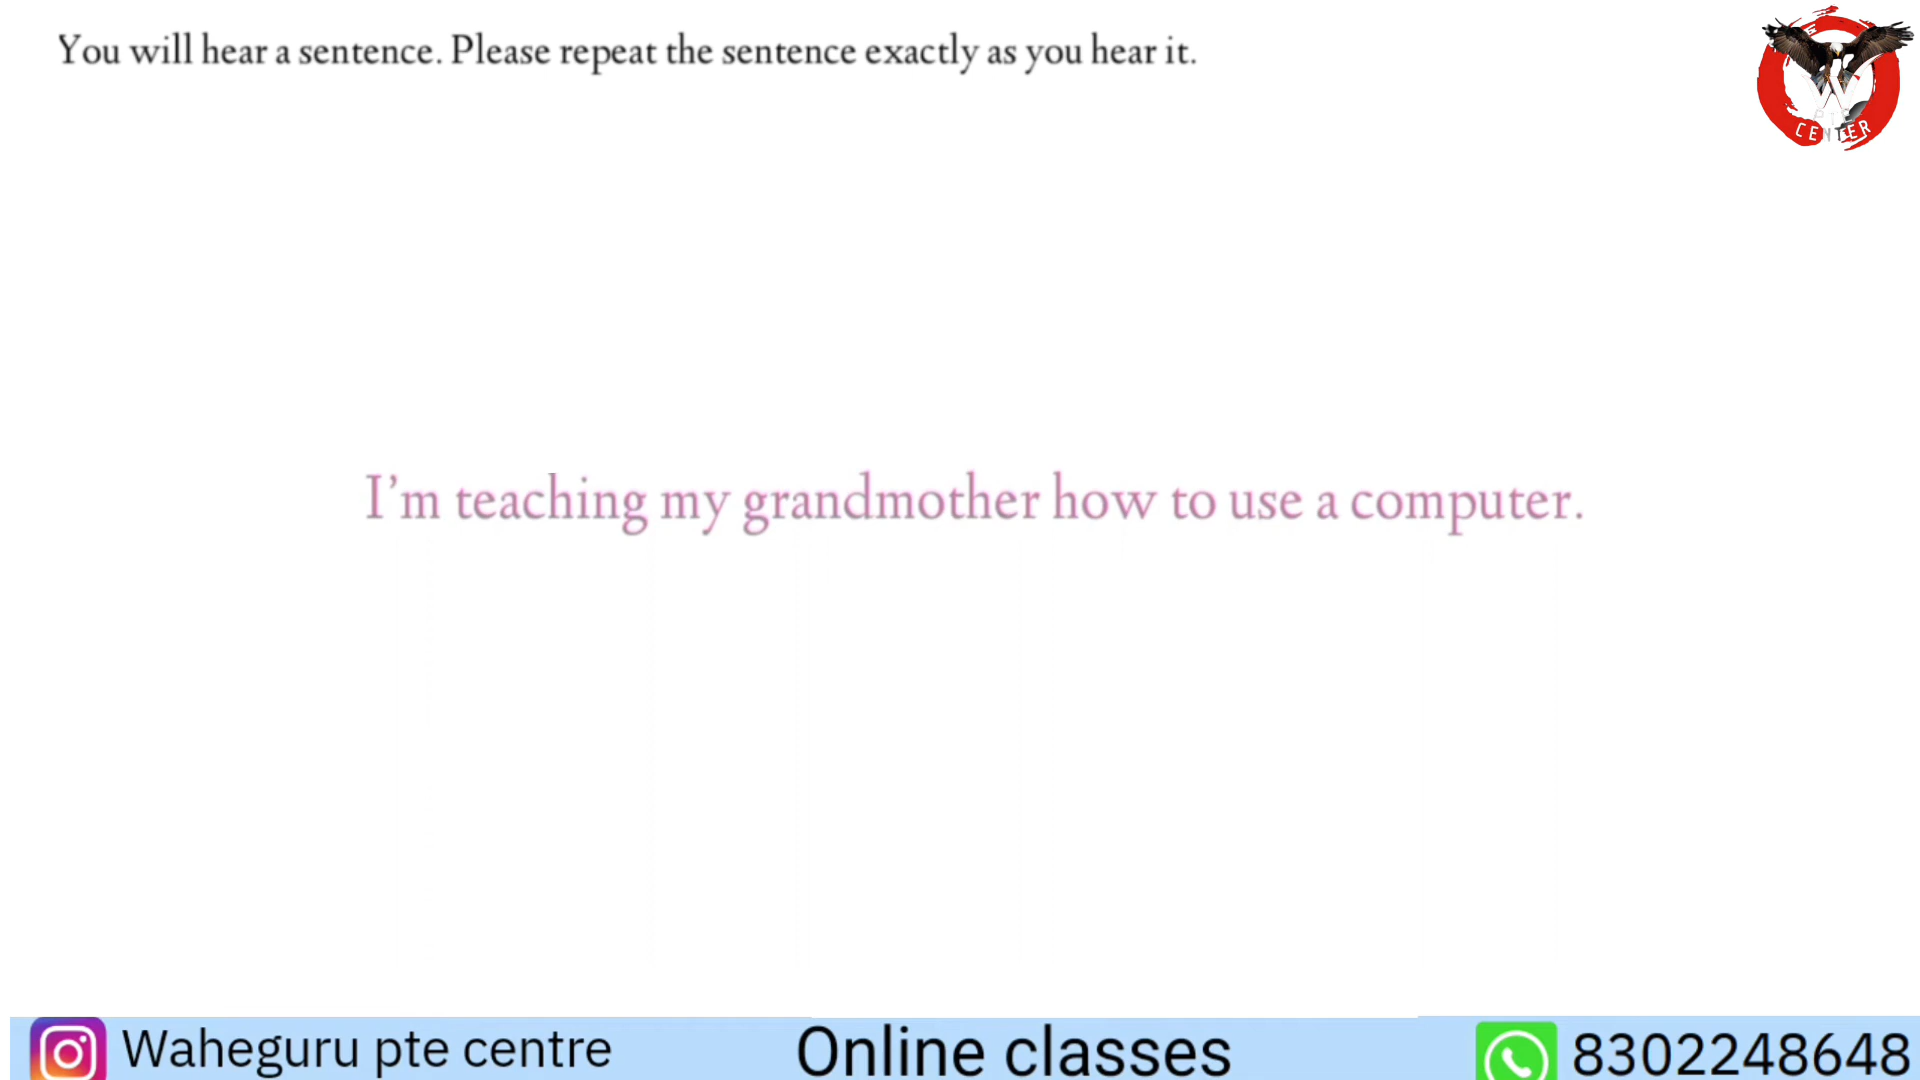 You will hear a sentence. Please repeat the sentence exactly as you hear it.
CENTER
I'm teaching my grandmother how to use a computer.
Waheguru pte centre
Online classes
8302248648